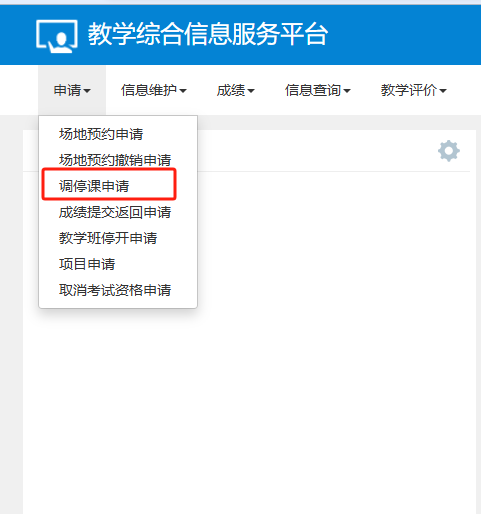 教学综合信息服务平台
申请 信息维护 成绩 信息查询 教学评价
场地预约申请
场地预约撤销申请
调停课申请
成绩提交返回申请
教学班停开申请
项目申请
取消考试资格申请